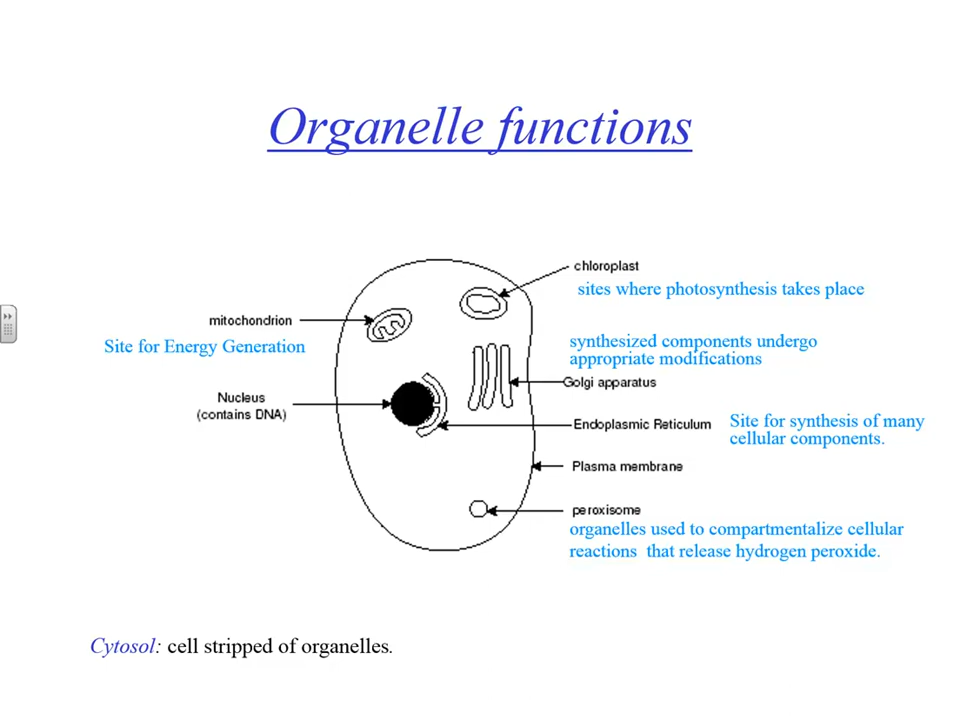 Organelle functions
chloroplast
sites where photosynthesis takes place
mitochondrion
Site for Energy Generation
synthesized components undergo
appropriate modifications
Golgi apparatus
Nucleus
(contains DNA)
Endoplasmic Reticulum
Site for synthesis of many
cellular components.
Plasma membrane
peroxisome
organelles used to compartmentalize cellular
reactions that release hydrogen peroxide.
Cytosol: cell stripped of organelles.